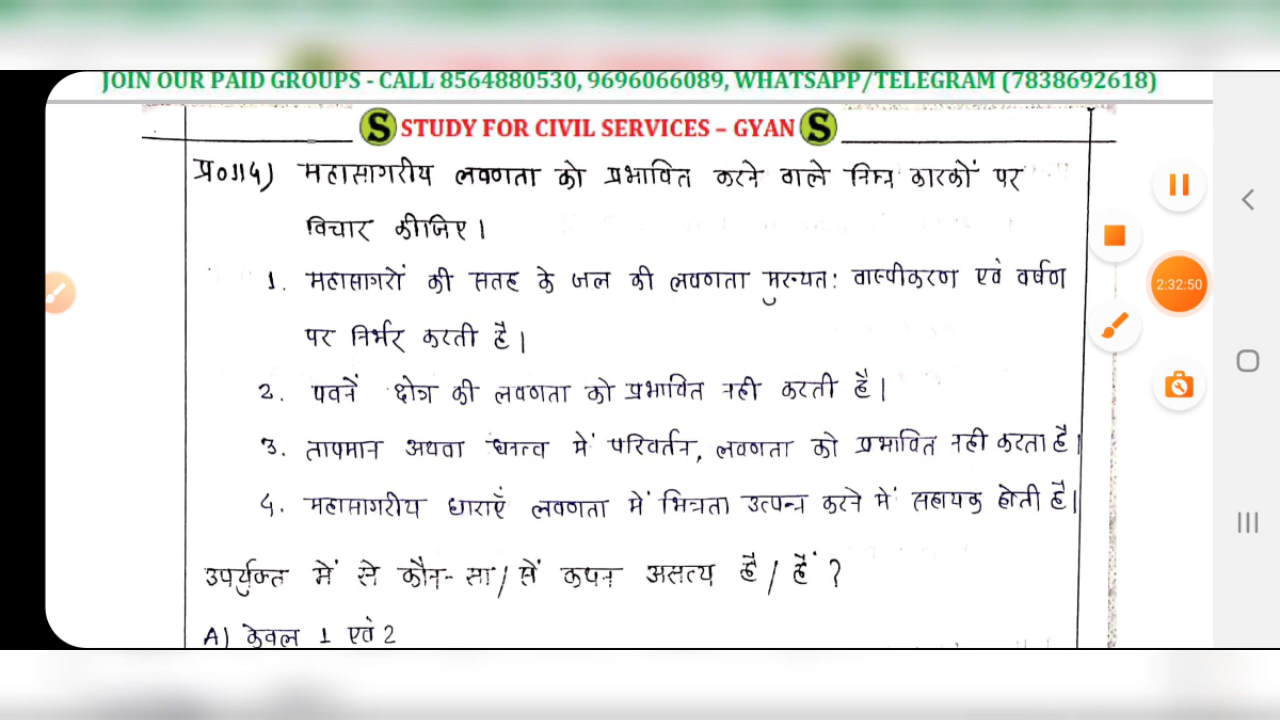 JOIN OUR PAID GROUPS - CALL 8564880530, 9696066089, WHATSAPP/TELEGRAM (7838692618)
S STUDY FOR CIVIL SERVICES – GYAN S
प्र०114) महासागरीय लवणता को प्रभावित करने वाले निम्न कारकों पर
विचार कीजिए।
1. महासागरों की सतह के जल की लवणता मुख्यत: वाष्पीकरण एवं वर्षण
पर निर्भर करती है।
2. पवनें क्षेत्र की लवणता को प्रभावित नही करती है।
3. तापमान अथवा घनत्व में परिवर्तन, लवणता को प्रभावित नही करता है।
4. महासागरीय धाराएँ लवणता में भिन्नता उत्पन्न करने में सहायक होती है।
उपर्युक्त में से कौन-सा/से कथन असत्य है/हैं ?
A) केवल 1 एवं 2
2:32:50